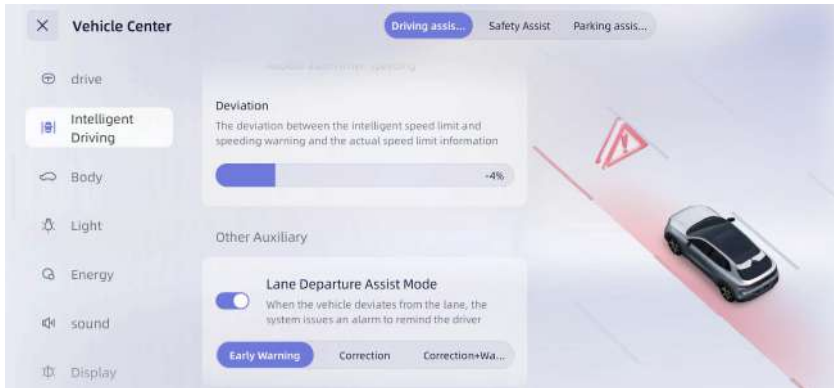 Vehicle Center
Driving assis...
Safety Assist
Parking assis...
drive
Intelligent
Driving
Body
Light
Energy
sound
Display
Deviation
The deviation between the intelligent speed limit and
speeding warning and the actual speed limit information
-4%
Other Auxiliary
Lane Departure Assist Mode
When the vehicle deviates from the lane, the
system issues an alarm to remind the driver
Early Warning
Correction
Correction+Wa...